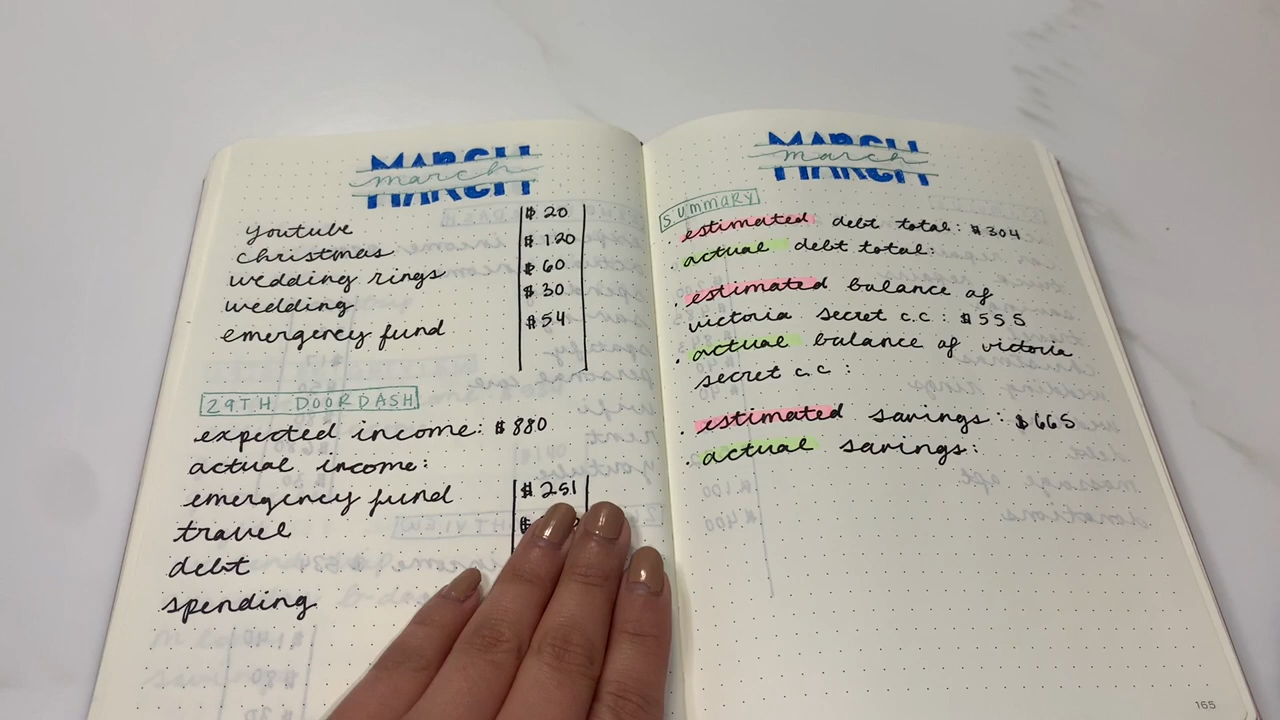 MARCH
march
youtube $20
christmas $120
wedding rings $60
wedding $30
emergency fund $54
29TH DOORDASH
expected income: $880
actual income:
emergency fund $251
travel $
debt
spending
MARCH
march
SUMMARY
· estimated debt total: $304
· actual debt total:
· estimated balance of
victoria secret c.c: $555
· actual balance of victoria
secret c.c:
· estimated savings: $665
· actual savings:
165